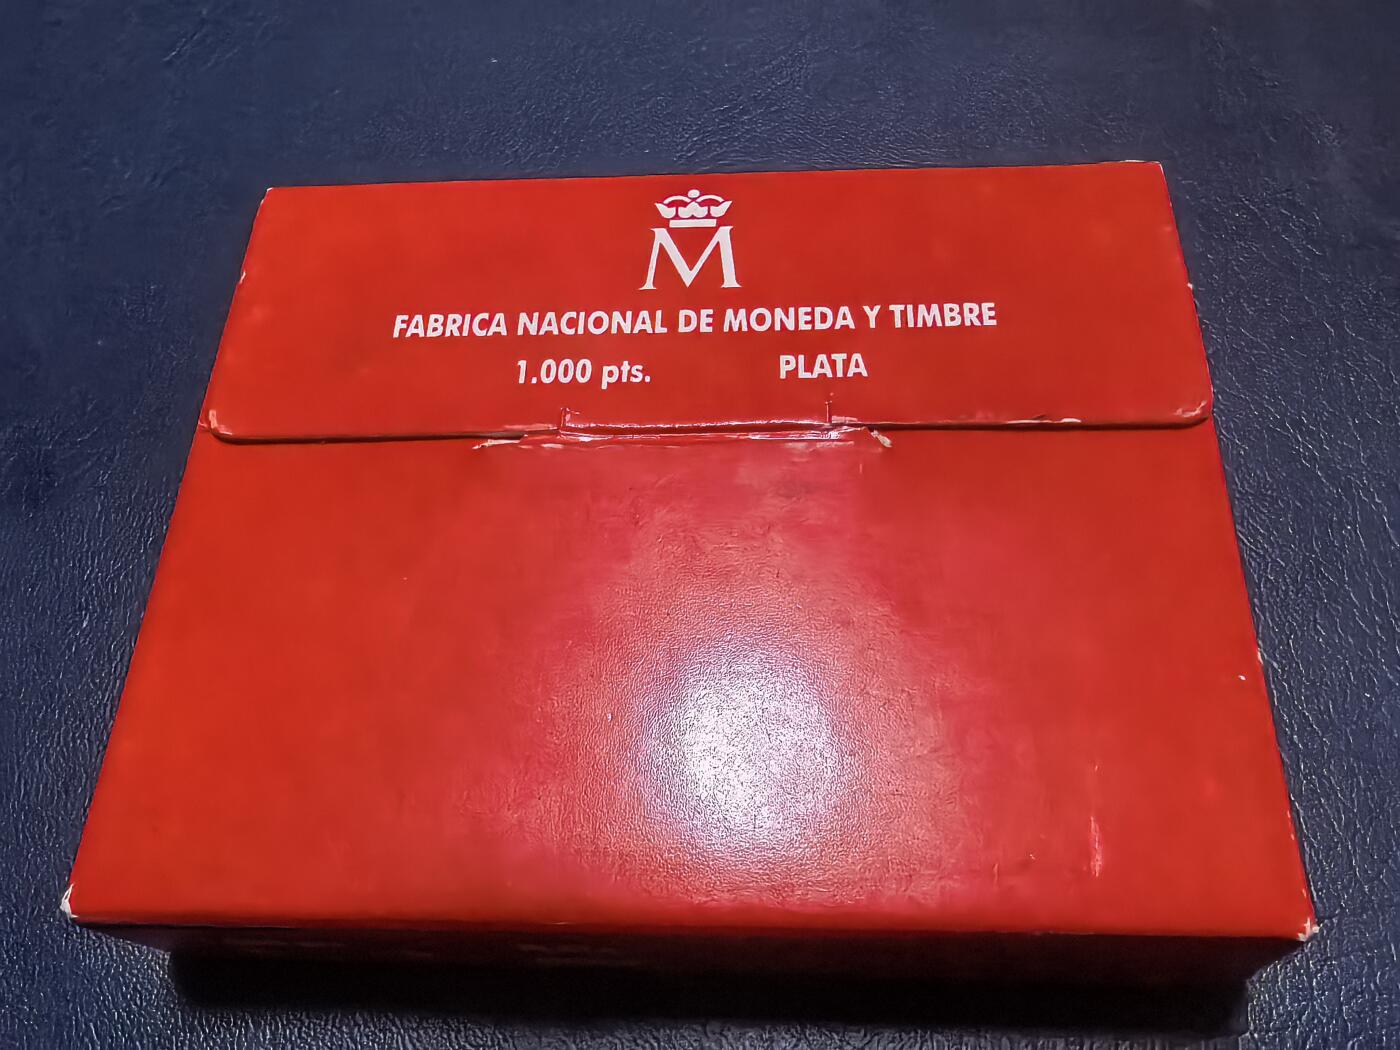 M
FABRICA NACIONAL DE MONEDA Y TIMBRE
1.000 pts. PLATA